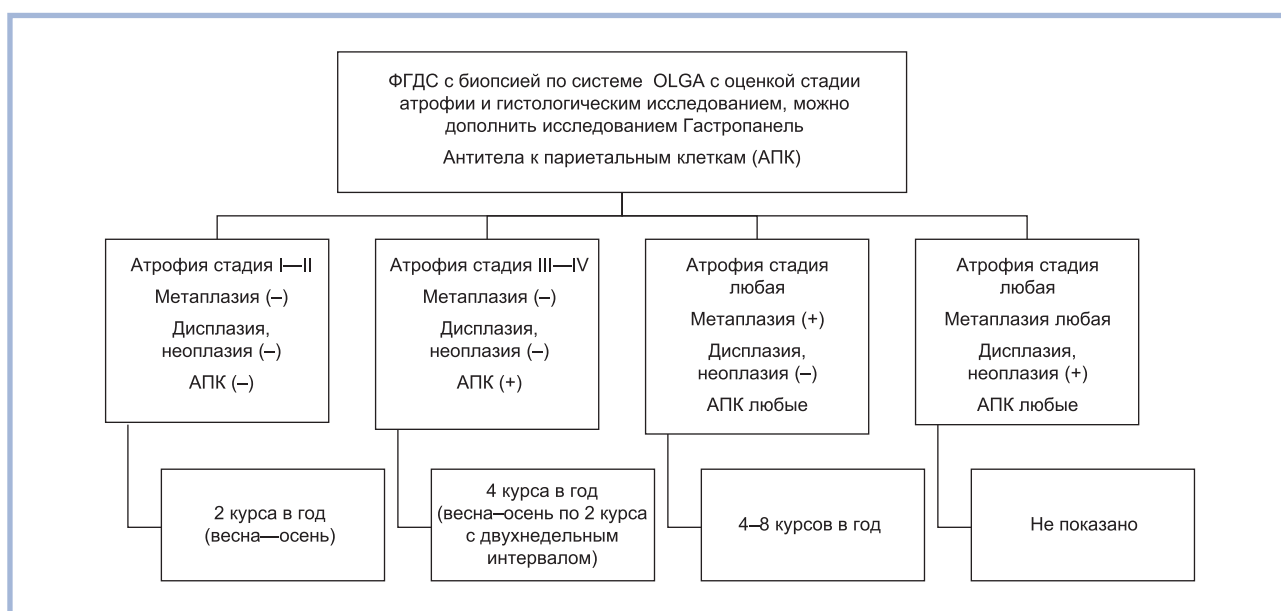 ФГДС с биопсией по системе OLGA с оценкой стадии
атрофии и гистологическим исследованием, можно
дополнить исследованием Гастропанель
Антитела к париетальным клеткам (АПК)
Атрофия стадия I—II
Метаплазия (–)
Дисплазия,
неоплазия (–)
АПК (–)
Атрофия стадия III—IV
Метаплазия (–)
Дисплазия,
неоплазия (–)
АПК (+)
Атрофия стадия
любая
Метаплазия (+)
Дисплазия,
неоплазия (–)
АПК любые
Атрофия стадия
любая
Метаплазия любая
Дисплазия,
неоплазия (+)
АПК любые
2 курса в год
(весна—осень)
4 курса в год
(весна–осень по 2 курса
с двухнедельным
интервалом)
4–8 курсов в год
Не показано